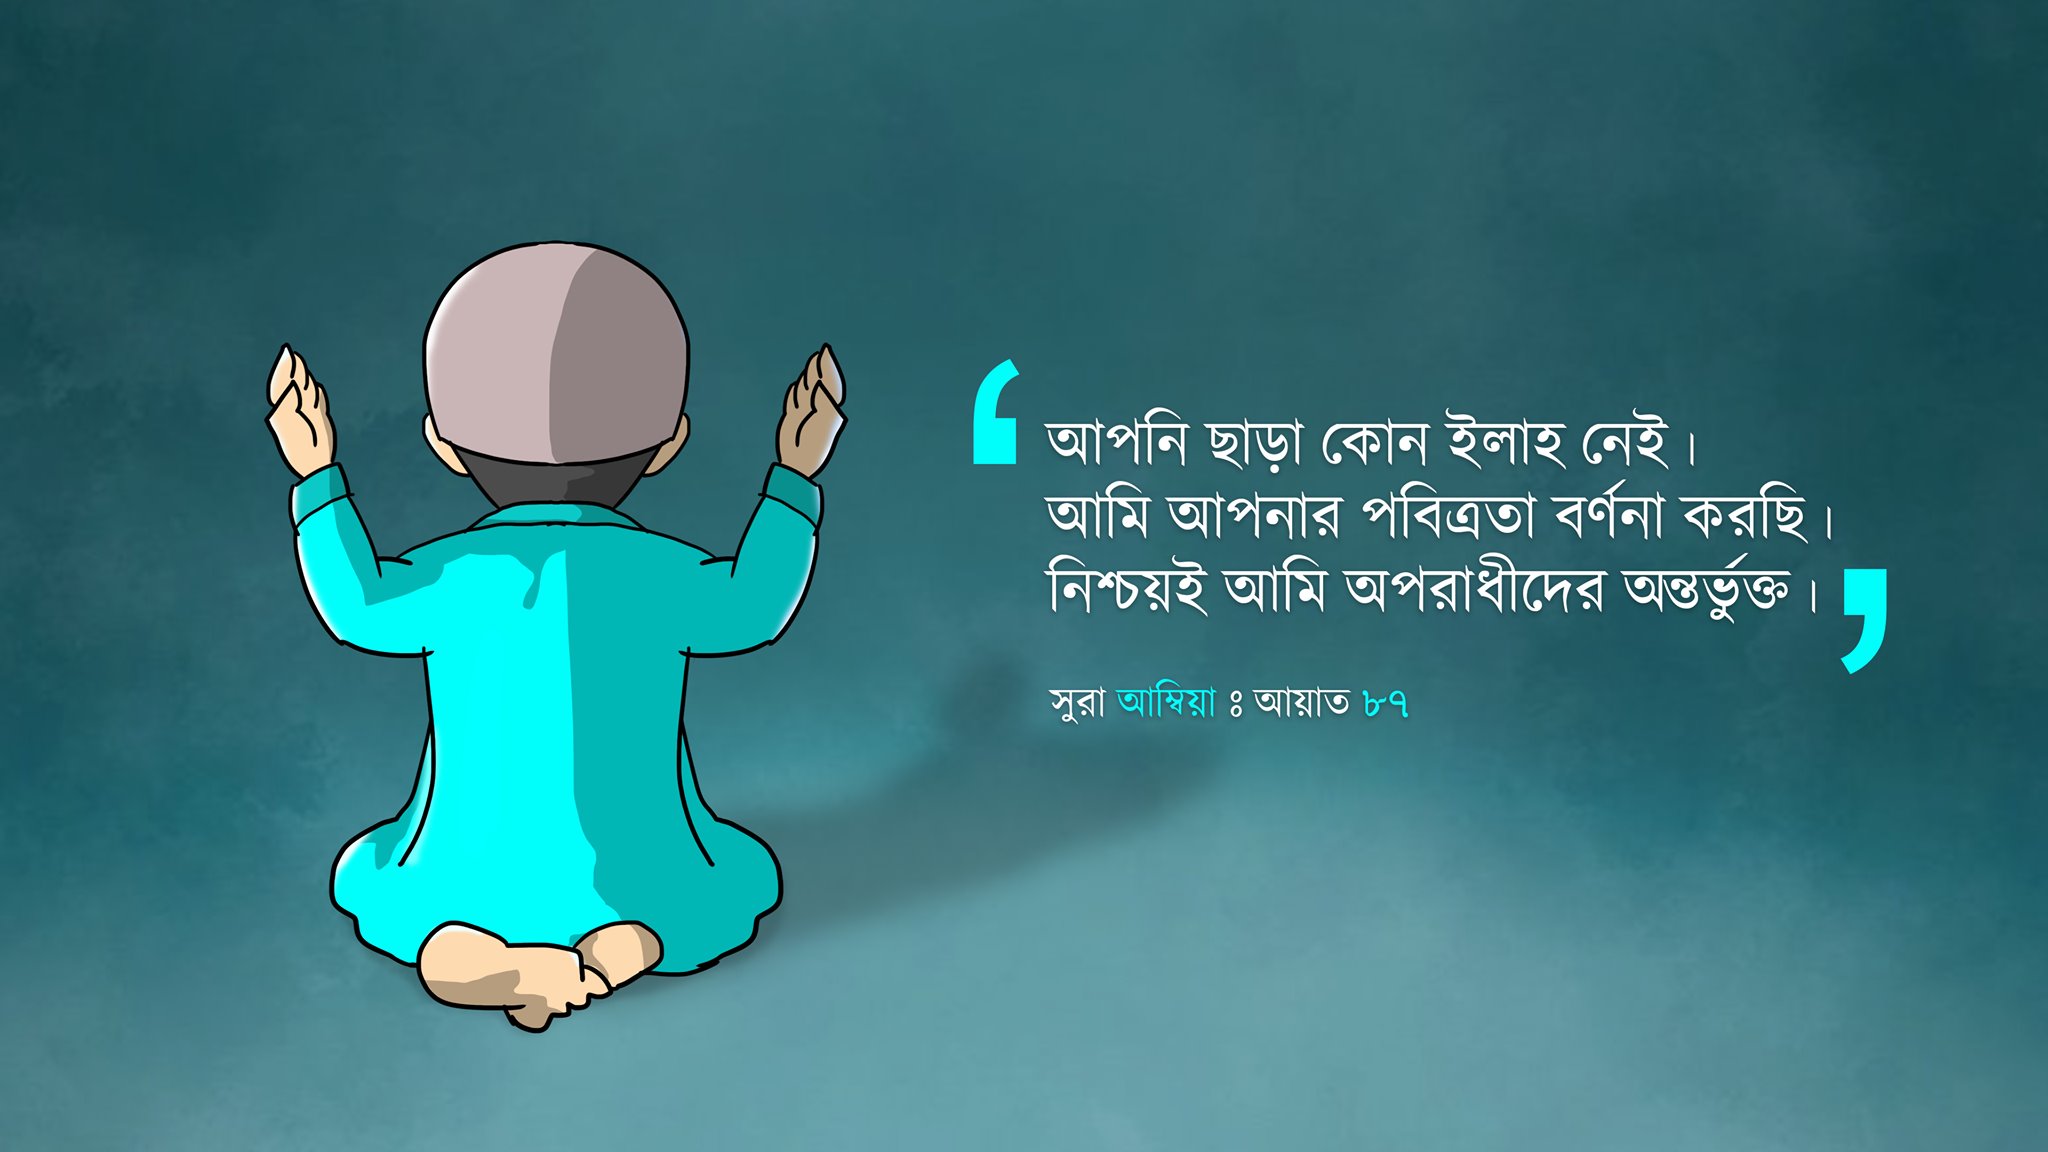 ‘আপনি ছাড়া কোন ইলাহ নেই।
আমি আপনার পবিত্রতা বর্ণনা করছি।
নিশ্চয়ই আমি অপরাধীদের অন্তর্ভুক্ত।’
সুরা আম্বিয়া ঃ আয়াত ৮৭